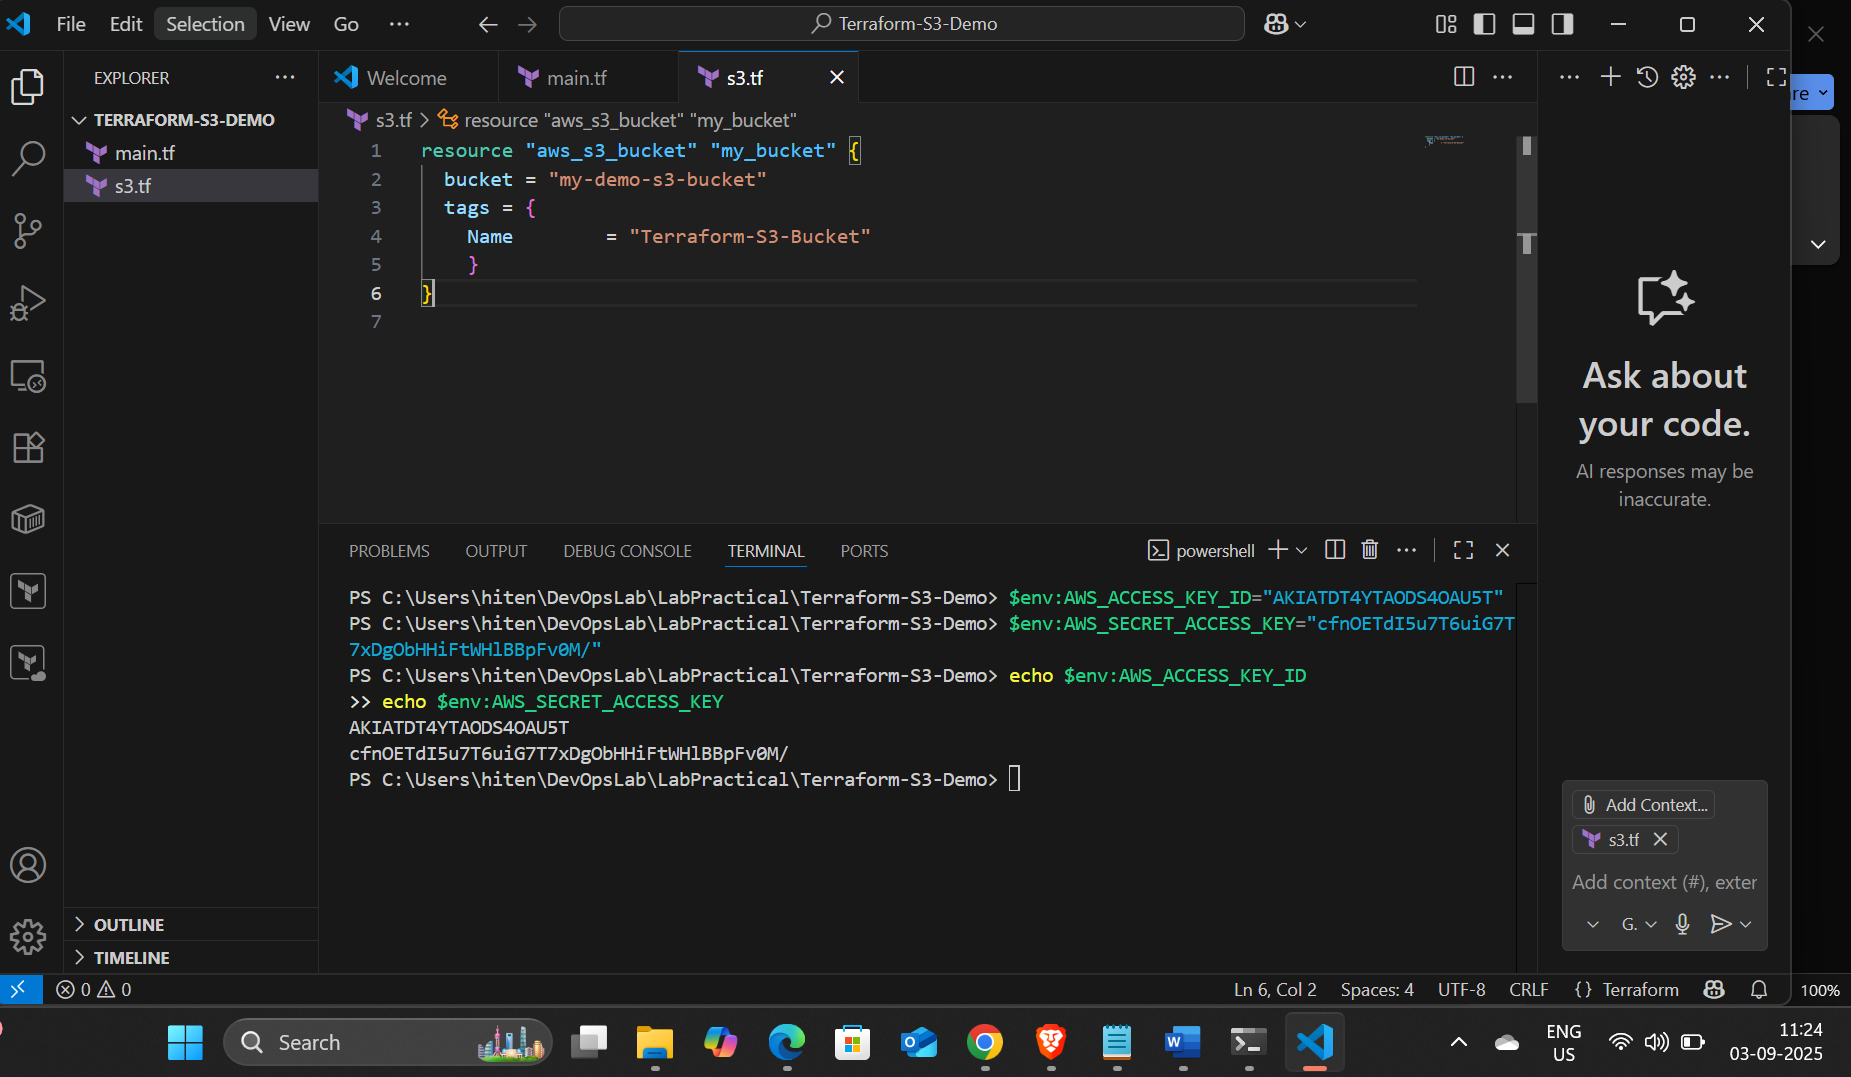 File Edit Selection View Go ···
Terraform-S3-Demo
EXPLORER
TERRAFORM-S3-DEMO
main.tf
s3.tf
OUTLINE
TIMELINE
Welcome main.tf s3.tf
s3.tf > resource "aws_s3_bucket" "my_bucket"
1 resource "aws_s3_bucket" "my_bucket" {
2 bucket = "my-demo-s3-bucket"
3 tags = {
4 Name = "Terraform-S3-Bucket"
5 }
6 }
7
PROBLEMS OUTPUT DEBUG CONSOLE TERMINAL PORTS
powershell
PS C:\Users\hiten\DevOpsLab\LabPractical\Terraform-S3-Demo> $env:AWS_ACCESS_KEY_ID="AKIATDT4YTAODS4OAU5T"
PS C:\Users\hiten\DevOpsLab\LabPractical\Terraform-S3-Demo> $env:AWS_SECRET_ACCESS_KEY="cfnOETdI5u7T6uiG7T
7xDgObHHiFtWHlBBpFv0M/"
PS C:\Users\hiten\DevOpsLab\LabPractical\Terraform-S3-Demo> echo $env:AWS_ACCESS_KEY_ID
>> echo $env:AWS_SECRET_ACCESS_KEY
AKIATDT4YTAODS4OAU5T
cfnOETdI5u7T6uiG7T7xDgObHHiFtWHlBBpFv0M/
PS C:\Users\hiten\DevOpsLab\LabPractical\Terraform-S3-Demo>
re
Ask about
your code.
AI responses may be
inaccurate.
Add Context...
s3.tf
Add context (#), exter
G.
0 0
Ln 6, Col 2 Spaces: 4 UTF-8 CRLF {} Terraform
100%
Search
ENG
US
11:24
03-09-2025